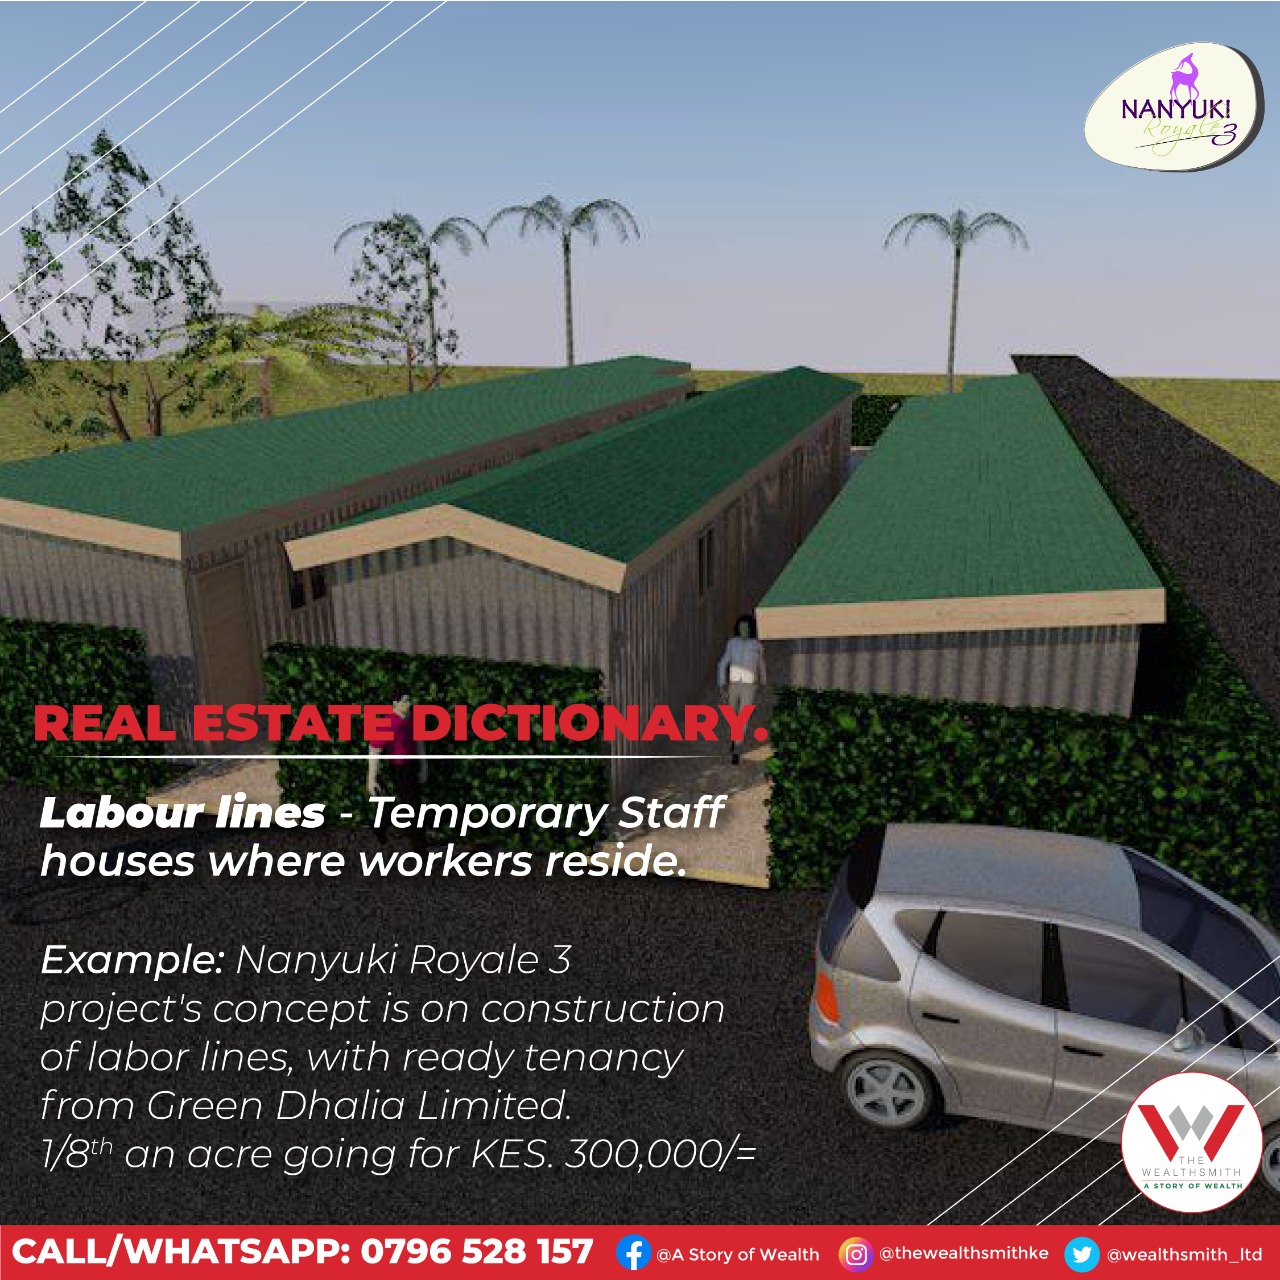 NANYUKI
Royale 3
REAL ESTATE DICTIONARY.
Labour lines - Temporary Staff
houses where workers reside.
Example: Nanyuki Royale 3
project's concept is on construction
of labor lines, with ready tenancy
from Green Dhalia Limited.
1/8th an acre going for KES. 300,000/=
W
THE
WEALTHSMITH
A STORY OF WEALTH
CALL/WHATSAPP: 0796 528 157 @A Story of Wealth @thewealthsmithke @wealthsmith_ltd